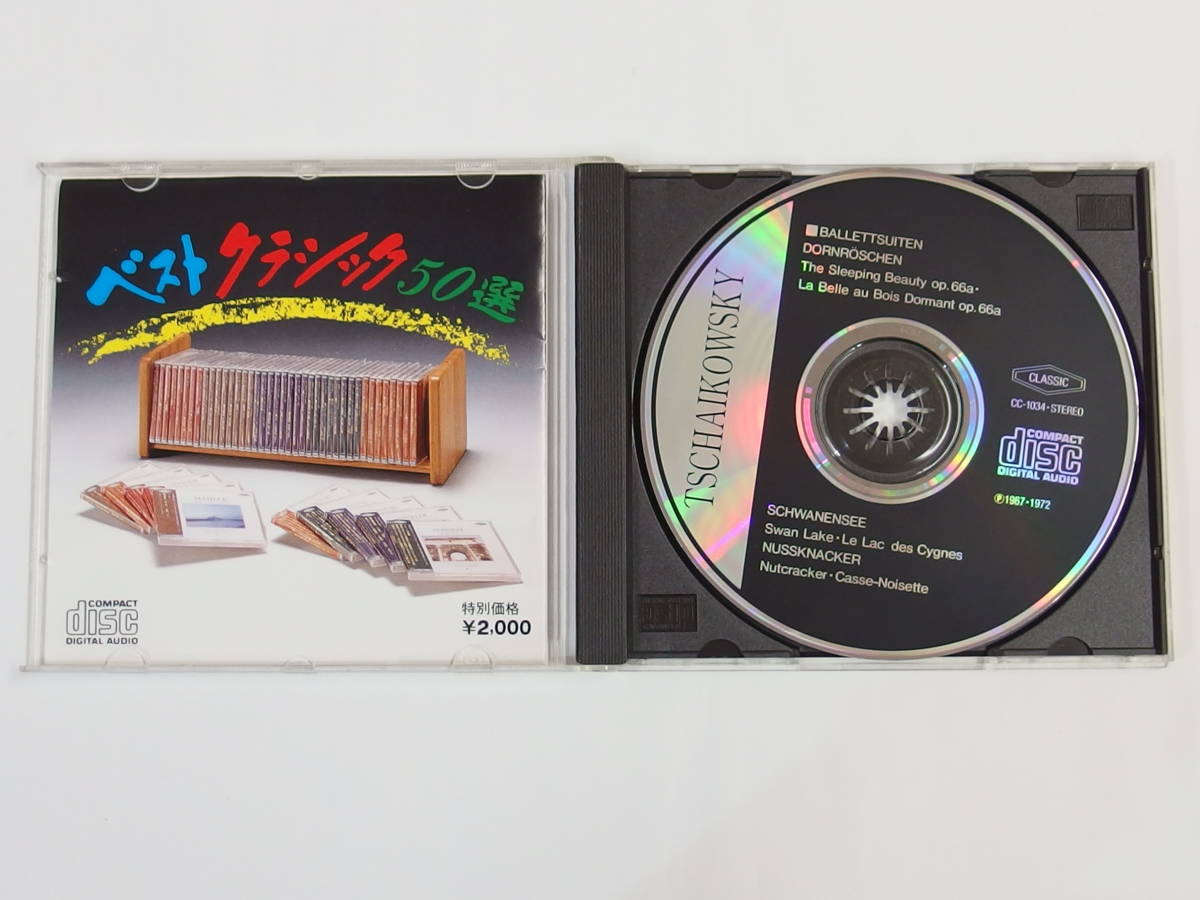 ベスト クラシック 50選
COMPACT
disc
DIGITAL AUDIO
特別価格
¥2,000
TSCHAIKOWSKY
BALLETTSUITEN
DORNRÖSCHEN
The Sleeping Beauty op.66a・
La Belle au Bois Dormant op.66a
CLASSIC
CC-1034・STEREO
COMPACT
disc
DIGITAL AUDIO
Ⓟ1967・1972
SCHWANENSEE
Swan Lake・Le Lac des Cygnes
NUSSKNACKER
Nutcracker・Casse-Noisette